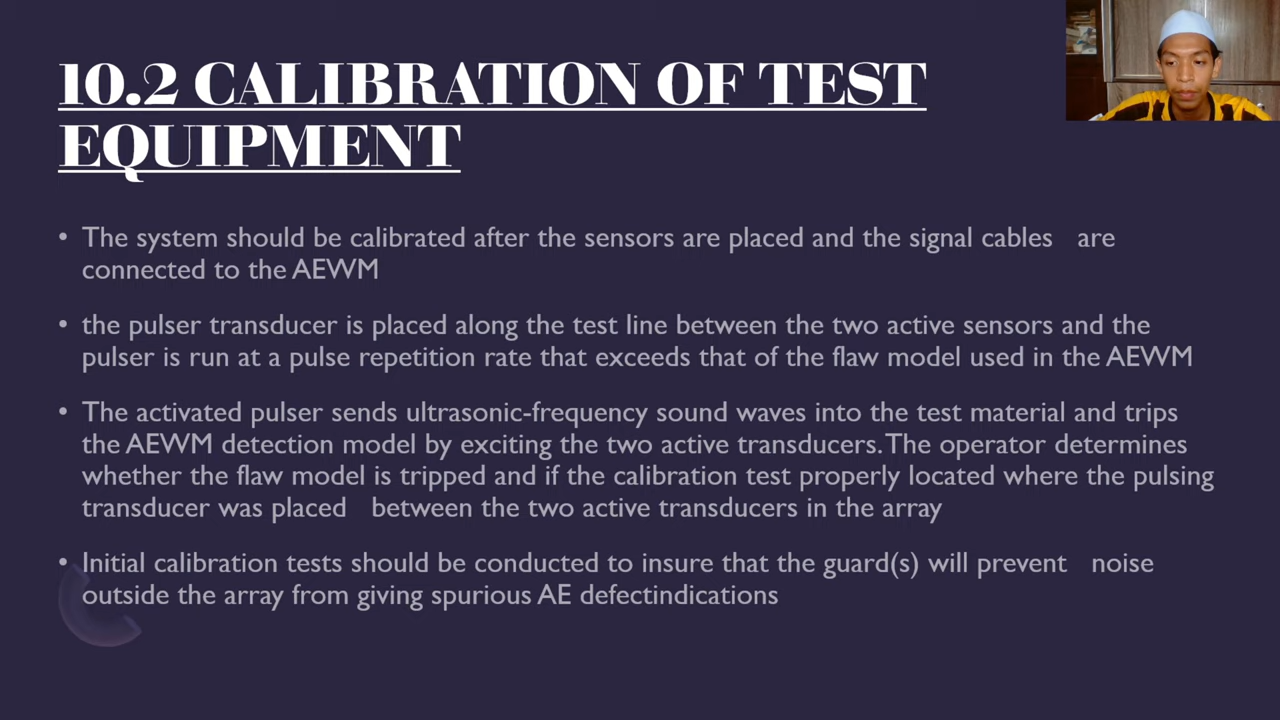 10.2 CALIBRATION OF TEST
EQUIPMENT
• The system should be calibrated after the sensors are placed and the signal cables are
connected to the AEWM
• the pulser transducer is placed along the test line between the two active sensors and the
pulser is run at a pulse repetition rate that exceeds that of the flaw model used in the AEWM
• The activated pulser sends ultrasonic-frequency sound waves into the test material and trips
the AEWM detection model by exciting the two active transducers. The operator determines
whether the flaw model is tripped and if the calibration test properly located where the pulsing
transducer was placed between the two active transducers in the array
• Initial calibration tests should be conducted to insure that the guard(s) will prevent noise
outside the array from giving spurious AE defectindications